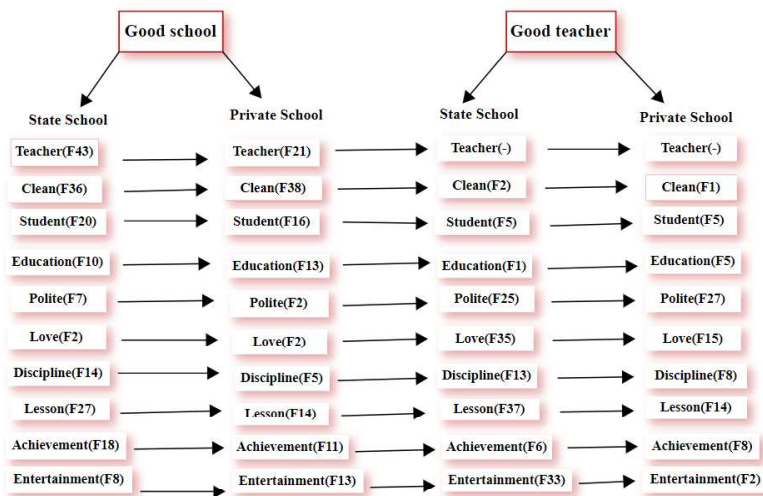 Good school Good teacher
State School Private School State School Private School
Teacher(F43) Teacher(F21) Teacher(-) Teacher(-)
Clean(F36) Clean(F38) Clean(F2) Clean(F1)
Student(F20) Student(F16) Student(F5) Student(F5)
Education(F10) Education(F13) Education(F1) Education(F5)
Polite(F7) Polite(F2) Polite(F25) Polite(F27)
Love(F2) Love(F2) Love(F35) Love(F15)
Discipline(F14) Discipline(F5) Discipline(F13) Discipline(F8)
Lesson(F27) Lesson(F14) Lesson(F37) Lesson(F14)
Achievement(F18) Achievement(F11) Achievement(F6) Achievement(F8)
Entertainment(F8) Entertainment(F13) Entertainment(F33) Entertainment(F2)